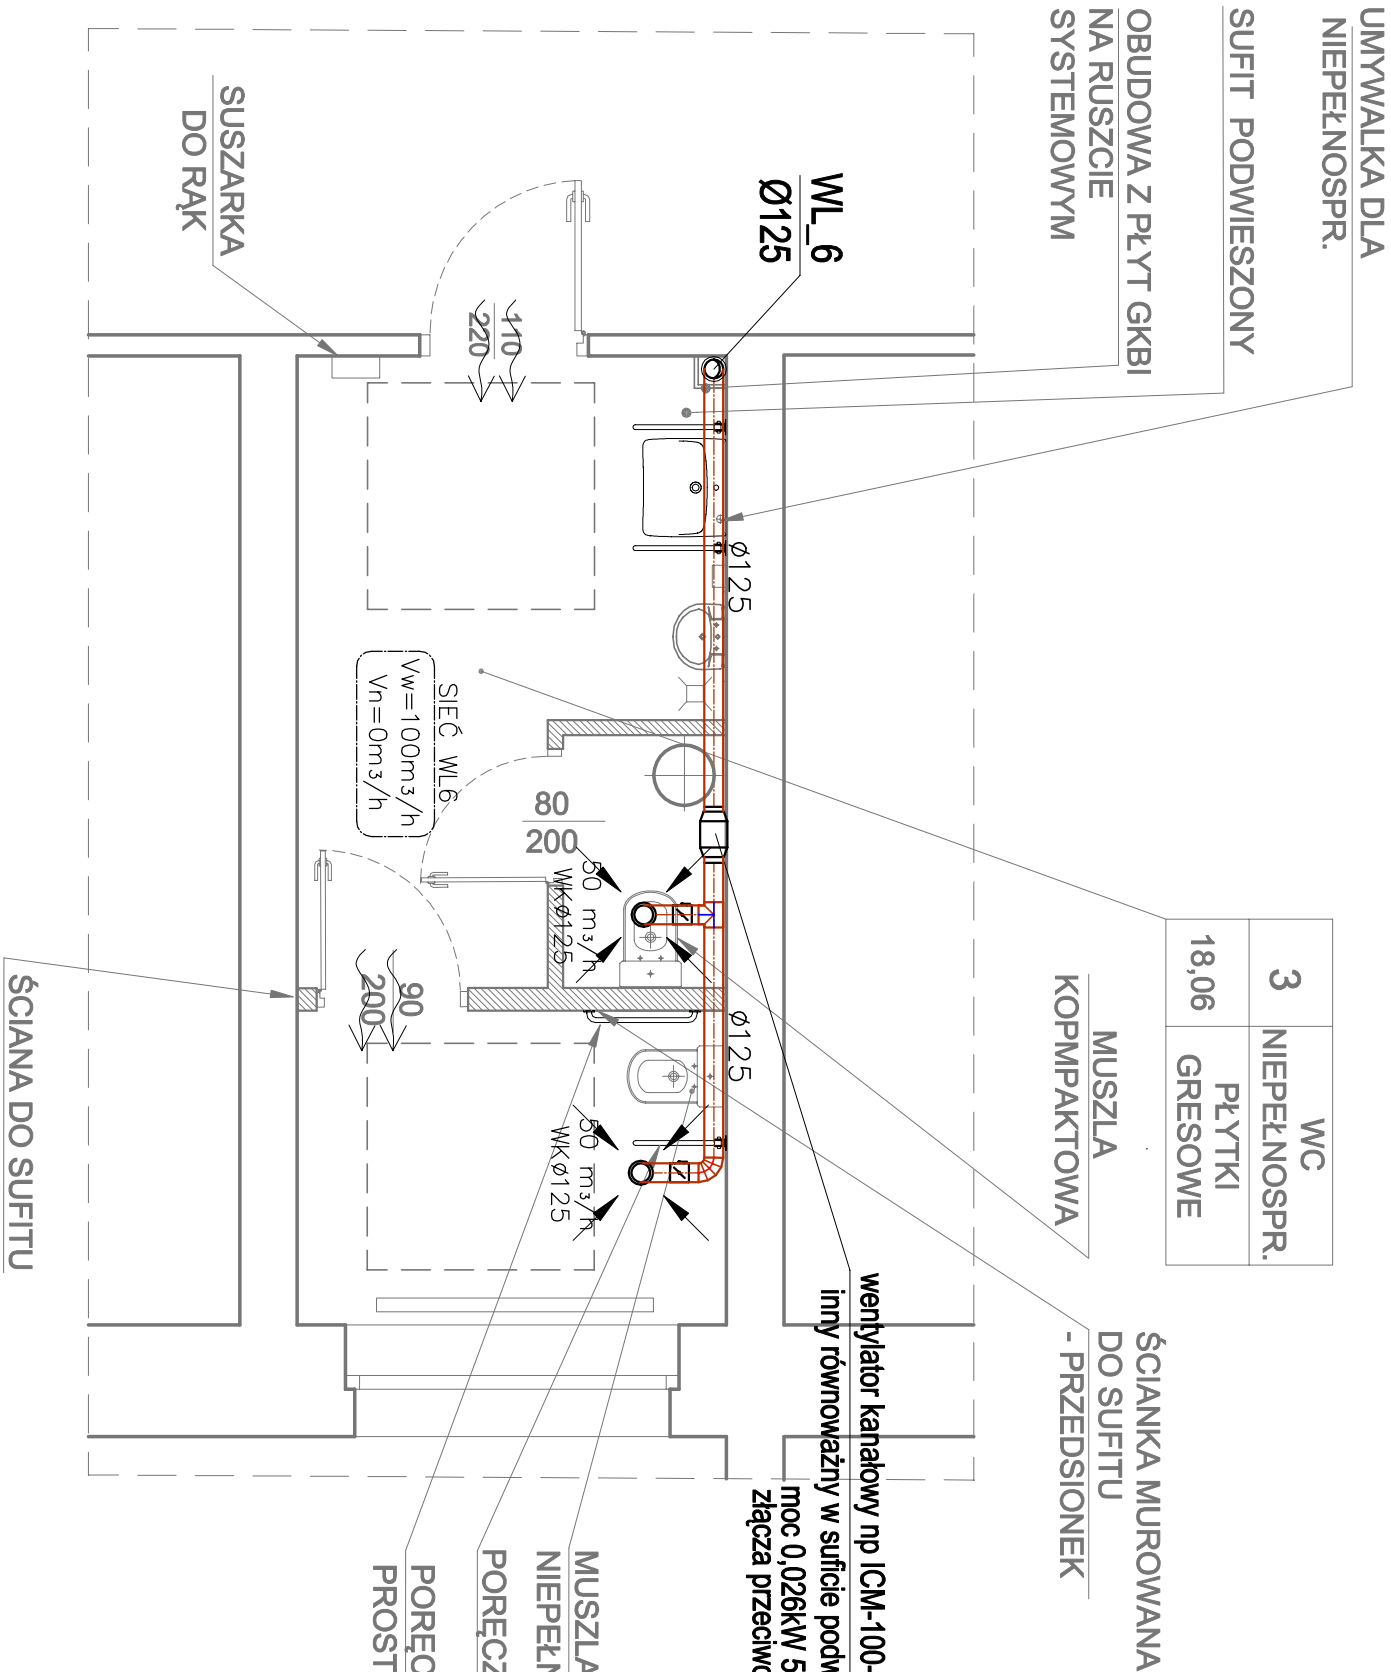 UMYWALKA DLA
NIEPEŁNOSPR.
SUFIT PODWIESZONY
OBUDOWA Z PŁYT GKBI
NA RUSZCIE
SYSTEMOWYM
WL_6
Ø125
SUSZARKA
DO RĄK
110
220
Ø125
SIEĆ WL6
Vw=100m³/h
Vn=0m³/h
80
200
50 m³/h
WKØ125
90
200
Ø125
50 m³/h
WKØ125
3
WC
NIEPEŁNOSPR.
18,06
PŁYTKI
GRESOWE
MUSZLA
KOPMPAKTOWA
ŚCIANKA MUROWANA
DO SUFITU
- PRZEDSIONEK
wentylator kanałowy np ICM-100-
inny równoważny w suficie podw
moc 0,026kW 5
złącza przeciwd
MUSZLA
NIEPEŁN
PORĘCZ
PORĘC
PROST
ŚCIANA DO SUFITU